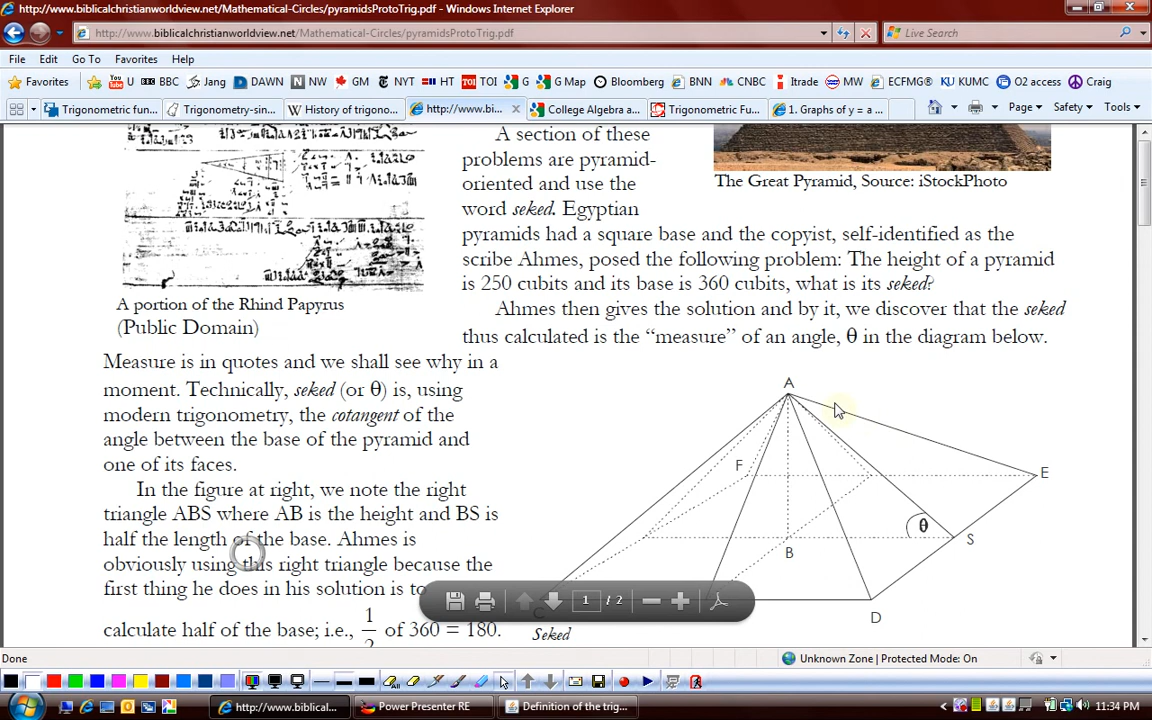 http://www.biblicalchristianworldview.net/Mathematical-Circles/pyramidsProtoTrig.pdf - Windows Internet Explorer
http://www.biblicalchristianworldview.net/Mathematical-Circles/pyramidsProtoTrig.pdf
Live Search
File Edit Go To Favorites Help
Favorites U BBC Jang DAWN NW GM NYT HT TOI G G Map Bloomberg BNN CNBC Itrade MW ECFMG® KU KUMC O2 access Craig
Trigonometric fun... Trigonometry-sin... History of trigono... http://www.bi... College Algebra a... Trigonometric Fu... 1. Graphs of y = a ... Page Safety Tools
A section of these
problems are pyramid-
oriented and use the
word seked. Egyptian
The Great Pyramid, Source: iStockPhoto
pyramids had a square base and the copyist, self-identified as the
scribe Ahmes, posed the following problem: The height of a pyramid
is 250 cubits and its base is 360 cubits, what is its seked?
Ahmes then gives the solution and by it, we discover that the seked
thus calculated is the “measure” of an angle, θ in the diagram below.
A portion of the Rhind Papyrus
(Public Domain)
Measure is in quotes and we shall see why in a
moment. Technically, seked (or θ) is, using
modern trigonometry, the cotangent of the
angle between the base of the pyramid and
one of its faces.
In the figure at right, we note the right
triangle ABS where AB is the height and BS is
half the length of the base. Ahmes is
obviously using this right triangle because the
first thing he does in his solution is to
calculate half of the base; i.e., 1/2 of 360 = 180.
A
F
E
θ
S
B
D
Seked
1 / 2
Done
Unknown Zone | Protected Mode: On
http://www.biblical...
Power Presenter RE
Definition of the trig...
11:34 PM